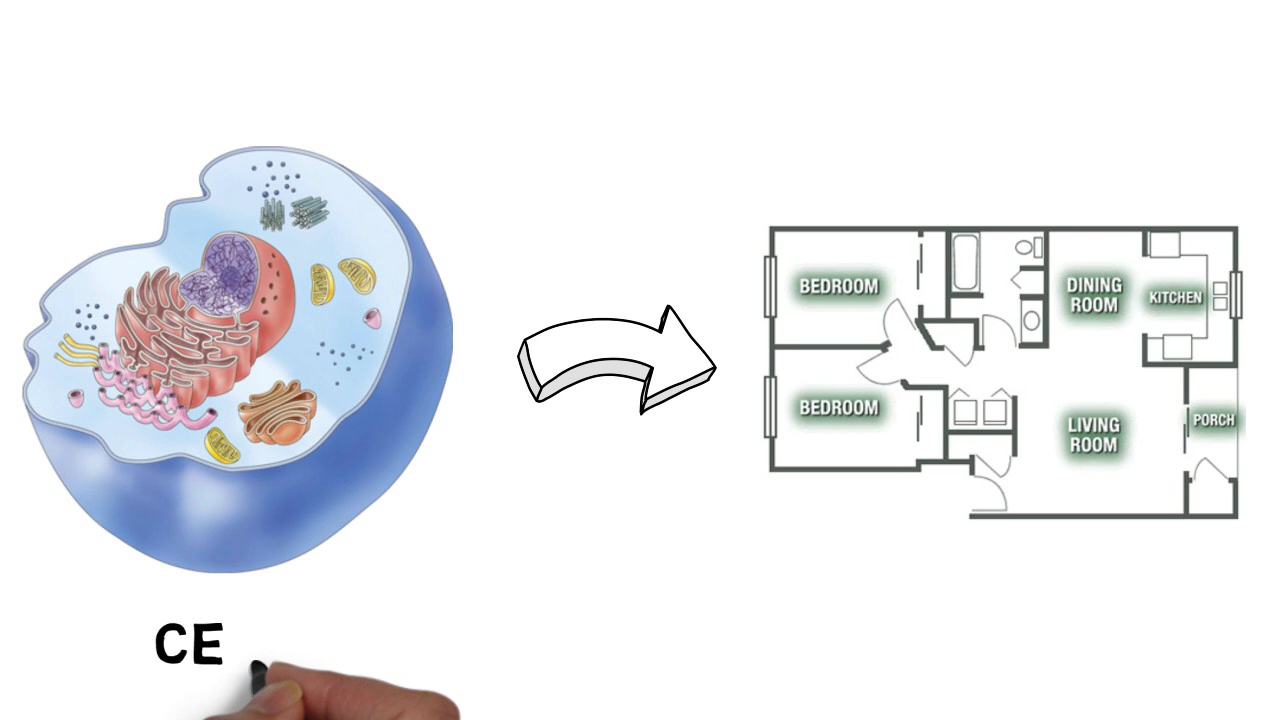 BEDROOM
DINING
ROOM
KITCHEN
BEDROOM
LIVING
ROOM
PORCH
CE